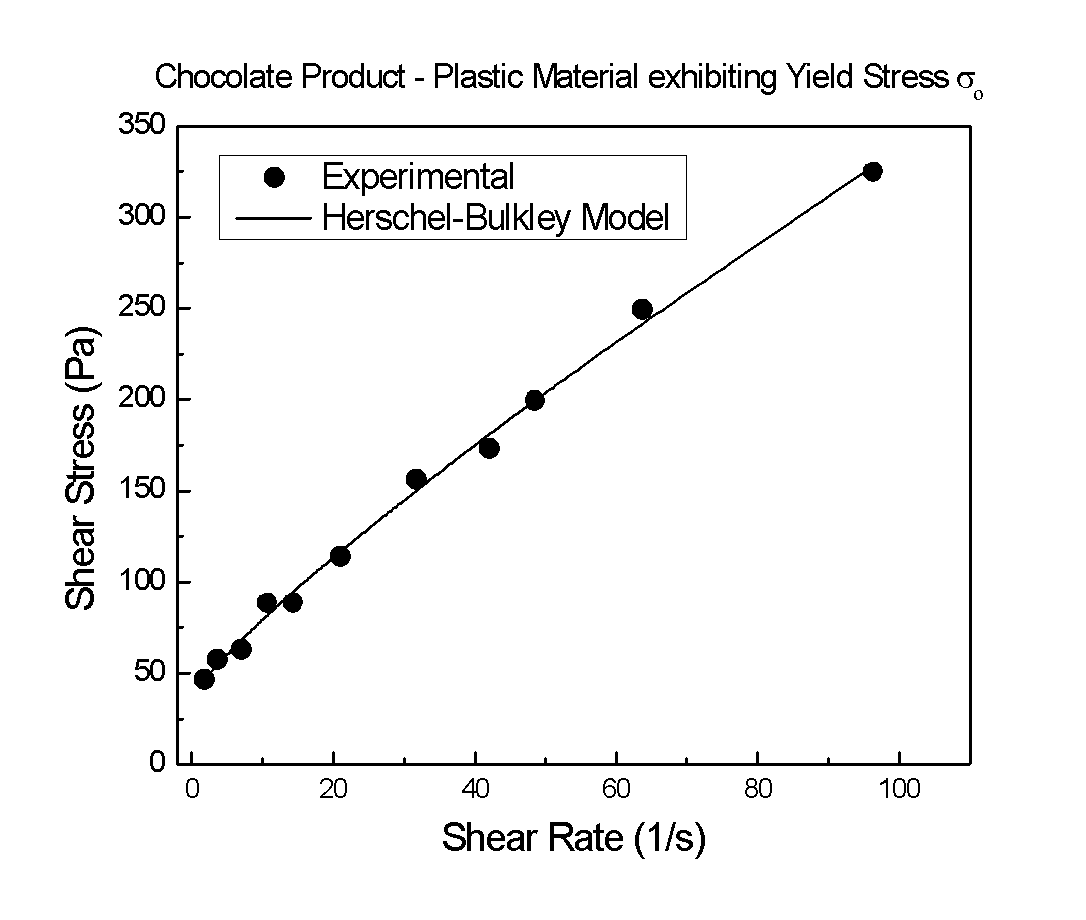 Chocolate Product - Plastic Material exhibiting Yield Stress σo
350
Experimental
Herschel-Bulkley Model
300
250
200
150
100
50
0
Shear Stress (Pa)
0 20 40 60 80 100
Shear Rate (1/s)